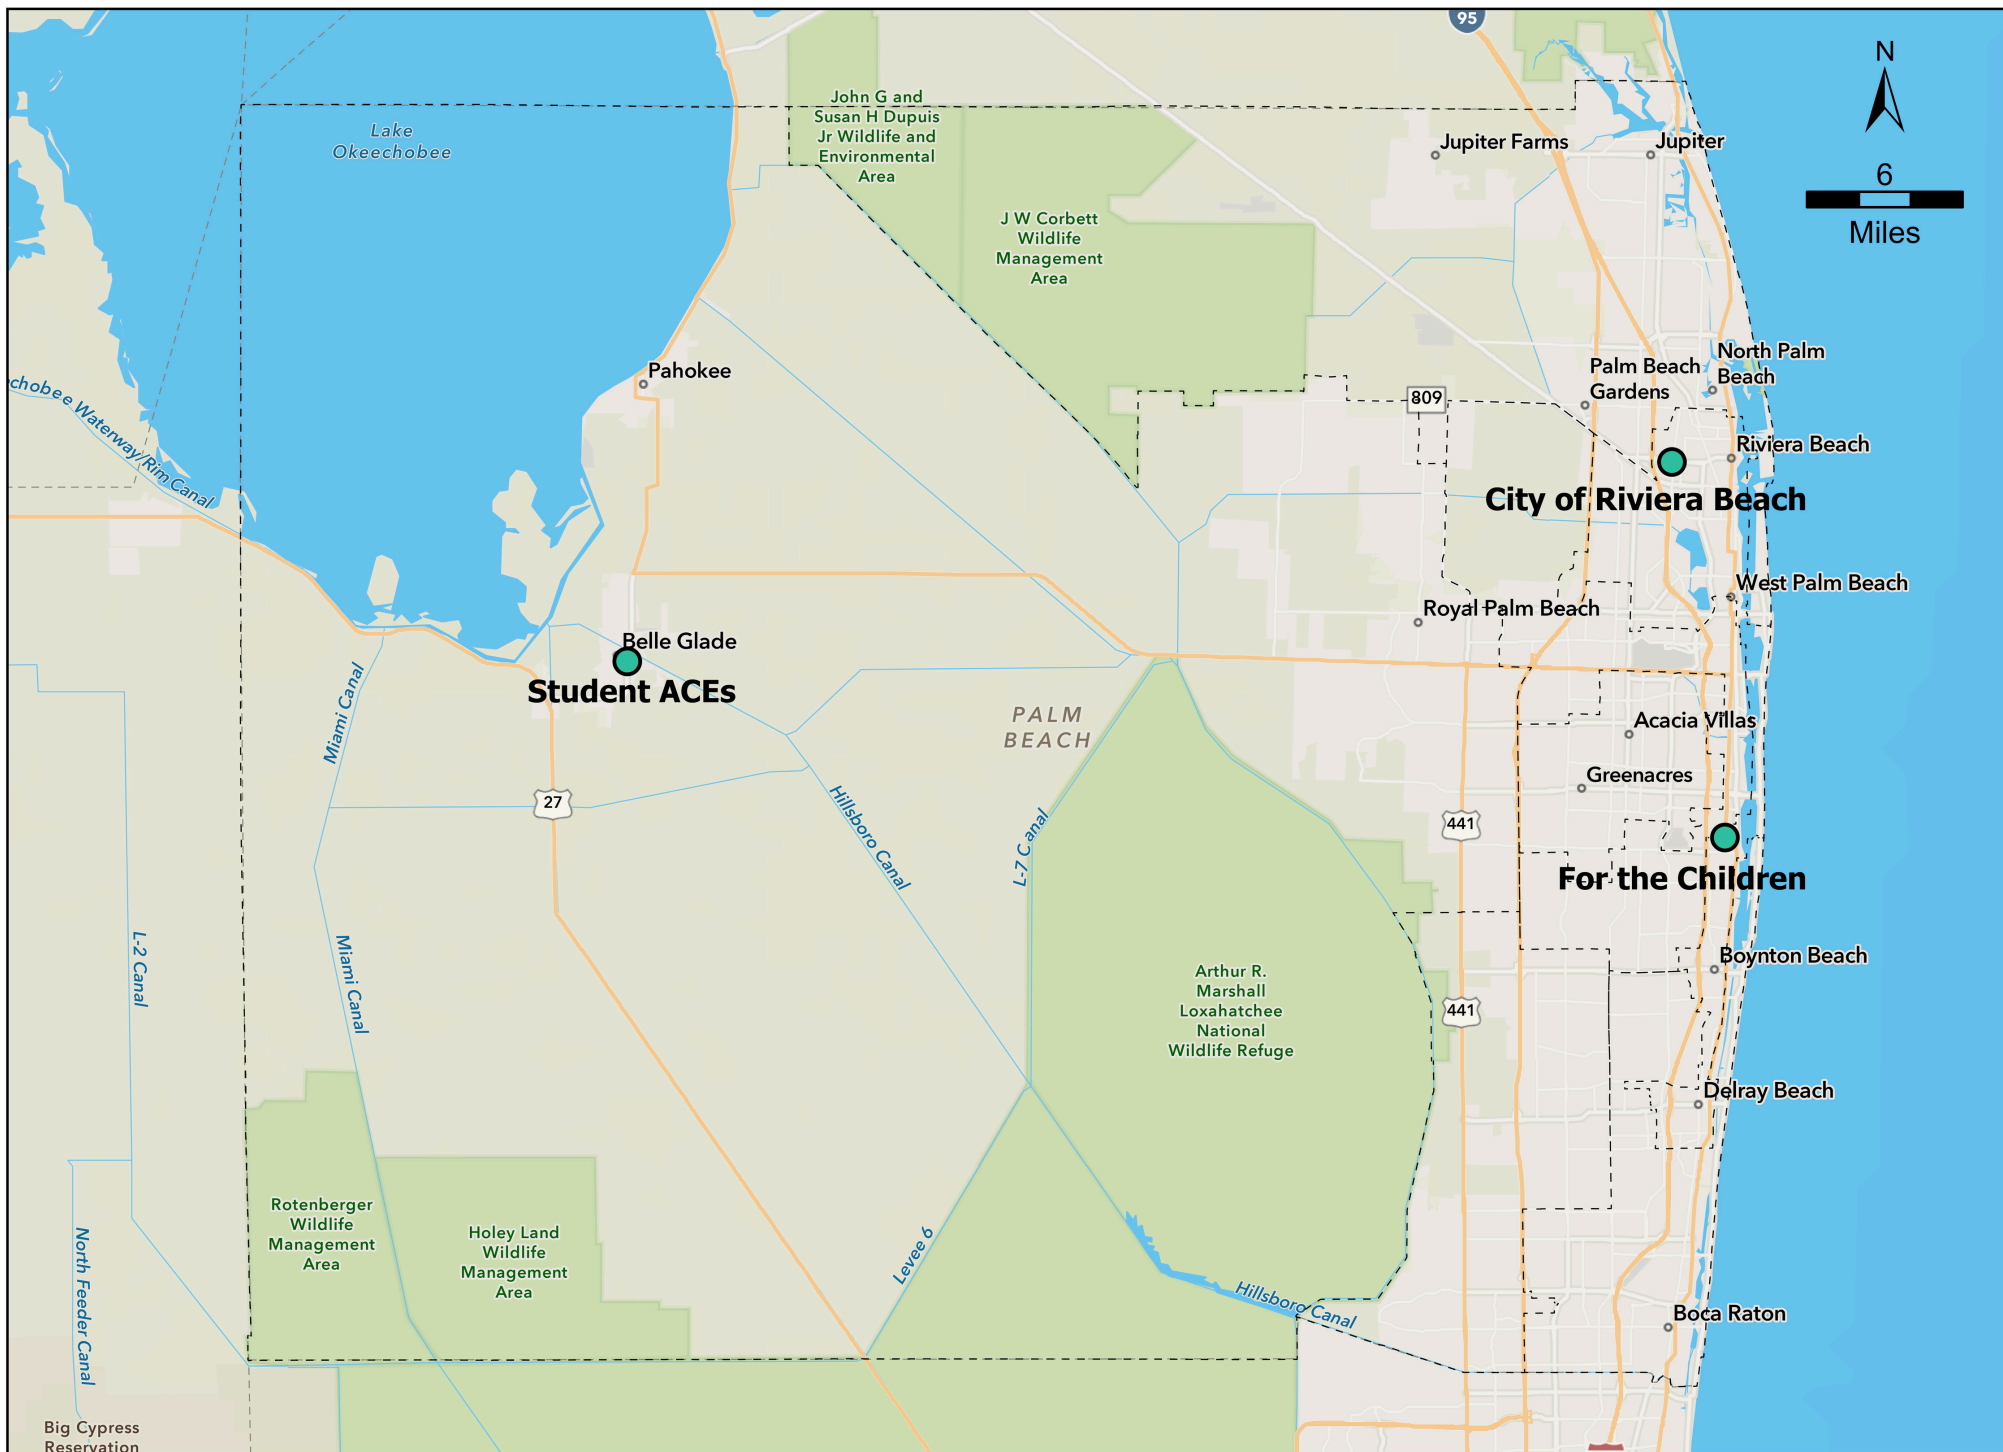 95
N
6
Miles
Lake
Okeechobee
John G and
Susan H Dupuis
Jr Wildlife and
Environmental
Area
Jupiter Farms
Jupiter
J W Corbett
Wildlife
Management
Area
Pahokee
North Palm
Beach
Palm Beach
Gardens
809
chobee Waterway/Rim Canal
Riviera Beach
City of Riviera Beach
West Palm Beach
Royal Palm Beach
Belle Glade
Student ACEs
Miami Canal
PALM
BEACH
Acacia Villas
Greenacres
27
Hillsboro Canal
L-7 Canal
441
For the Children
L-2 Canal
Miami Canal
Boynton Beach
Arthur R.
Marshall
Loxahatchee
National
Wildlife Refuge
441
Delray Beach
Rotenberger
Wildlife
Management
Area
Holey Land
Wildlife
Management
Area
Levee 6
North Feeder Canal
Hillsboro Canal
Boca Raton
Big Cypress
Reservation